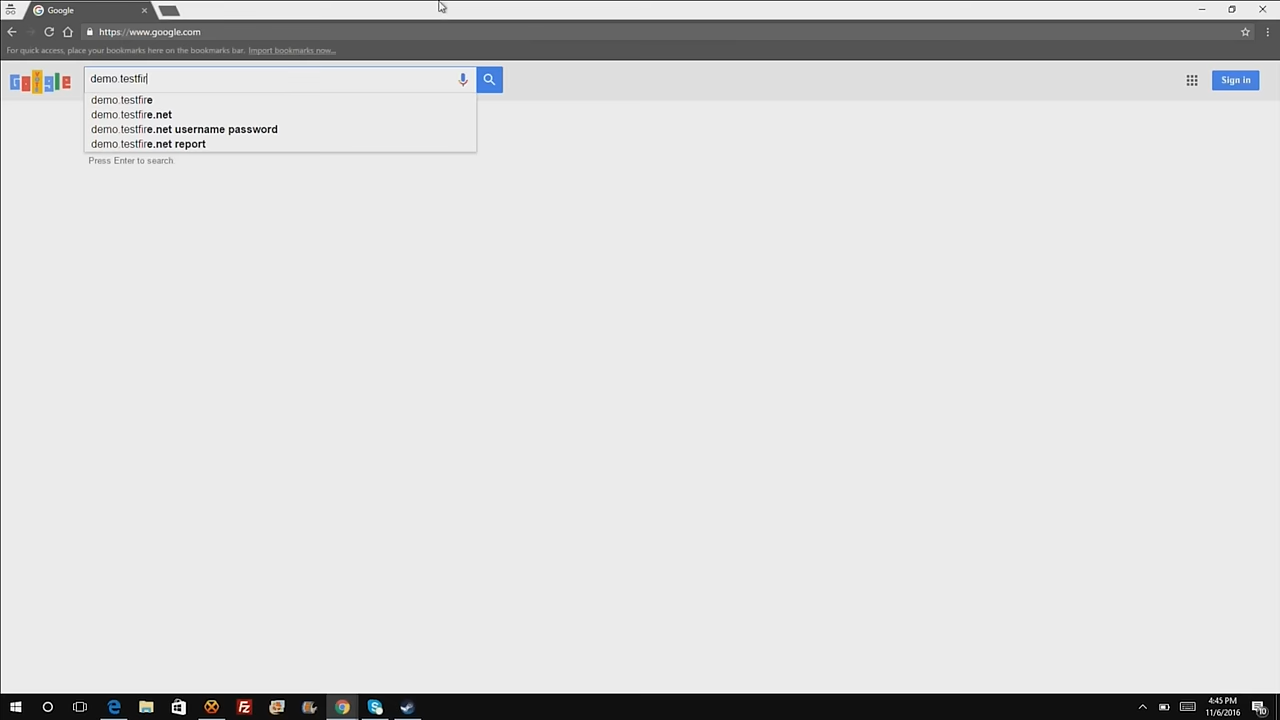 Google
https://www.google.com
For quick access, place your bookmarks here on the bookmarks bar. Import bookmarks now...
Google
demo.testfir
Sign in
demo.testfire
demo.testfire.net
demo.testfire.net username password
demo.testfire.net report
Press Enter to search.
4:45 PM
11/6/2016
10